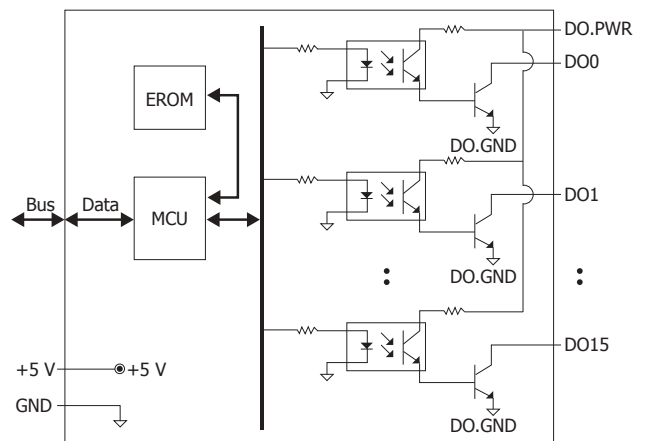 DO.PWR
DO0
EROM
DO.GND
Bus
Data
MCU
DO1
DO.GND
:
:
+5 V
+5 V
DO15
GND
DO.GND